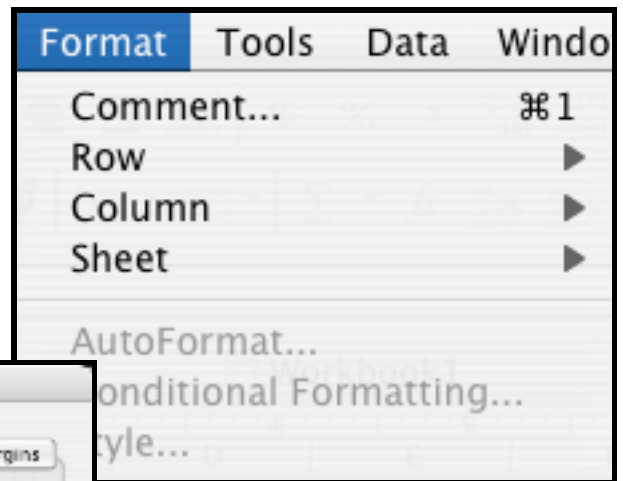 Format Tools Data Windo
Comment... ⌘1
Row
Column
Sheet
AutoFormat...
Workbook1
onditional Formatting...
tyle...
D E
rgins